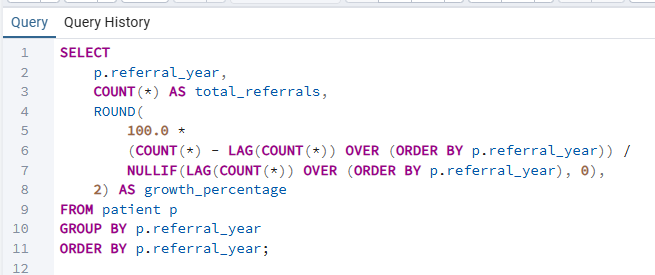 Query Query History
1 SELECT
2 p.referral_year,
3 COUNT(*) AS total_referrals,
4 ROUND(
5 100.0 *
6 (COUNT(*) - LAG(COUNT(*)) OVER (ORDER BY p.referral_year)) /
7 NULLIF(LAG(COUNT(*)) OVER (ORDER BY p.referral_year), 0),
8 2) AS growth_percentage
9 FROM patient p
10 GROUP BY p.referral_year
11 ORDER BY p.referral_year;
12